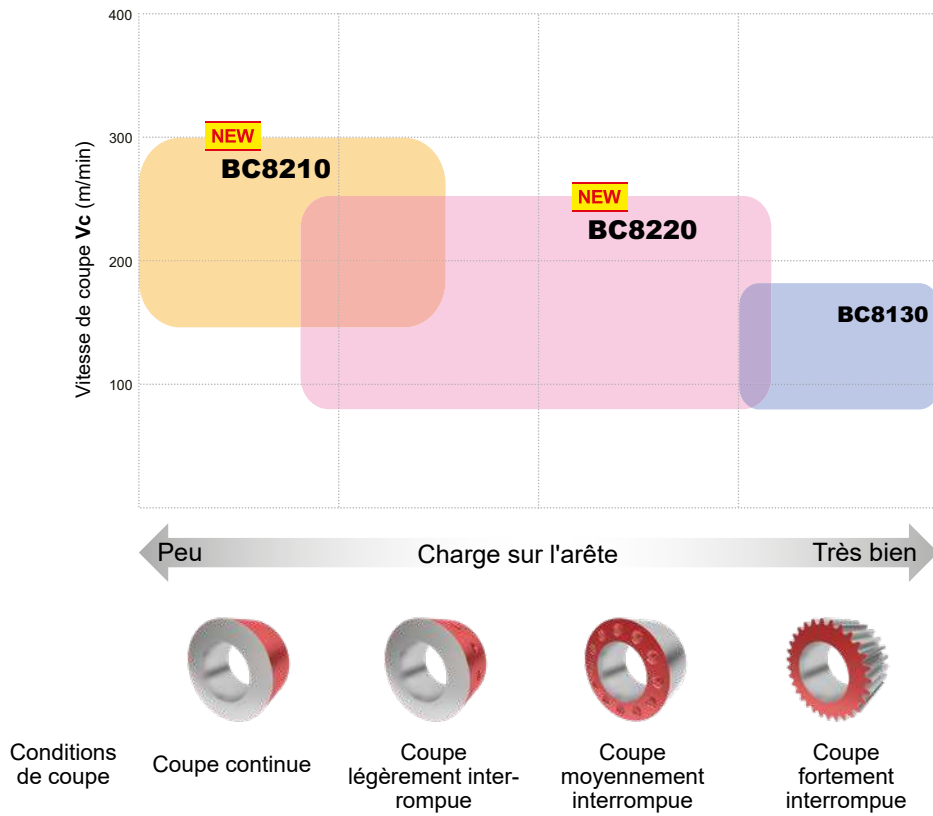 400
NEW
300
BC8210
NEW
BC8220
Vitesse de coupe Vc (m/min)
200
BC8130
100
Peu
Charge sur l'arête
Très bien
Conditions
de coupe
Coupe continue
Coupe
légèrement inter-
rompue
Coupe
moyennement
interrompue
Coupe
fortement
interrompue